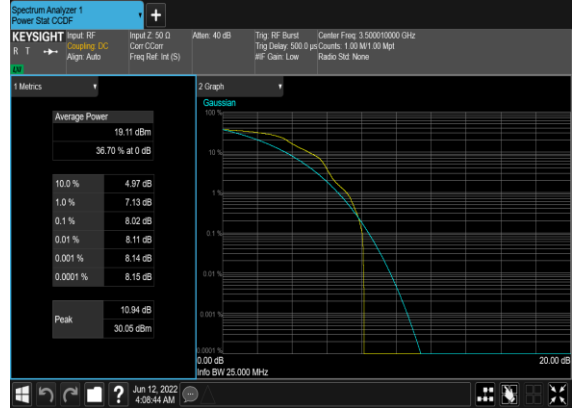 Spectrum Analyzer 1
Power Stat CCDF
KEYSIGHT
R T
LXI
Input: RF
Coupling: DC
Align: Auto
Input Z: 50 Ω
Corr CCorr
Freq Ref: Int (S)
Atten: 40 dB
Trig: RF Burst
Trig Delay: 500.0 µs
#IF Gain: Low
Center Freq: 3.500010000 GHz
Counts: 1.00 M/1.00 Mpt
Radio Std: None
1 Metrics
Average Power
19.11 dBm
36.70 % at 0 dB
10.0 % 4.97 dB
1.0 % 7.13 dB
0.1 % 8.02 dB
0.01 % 8.11 dB
0.001 % 8.14 dB
0.0001 % 8.15 dB
Peak
10.94 dB
30.05 dBm
2 Graph
Gaussian
100 %
10 %
1 %
0.1 %
0.01 %
0.001 %
0.0001 %
0.00 dB
20.00 dB
Info BW 25.000 MHz
?
Jun 12, 2022
4:08:44 AM